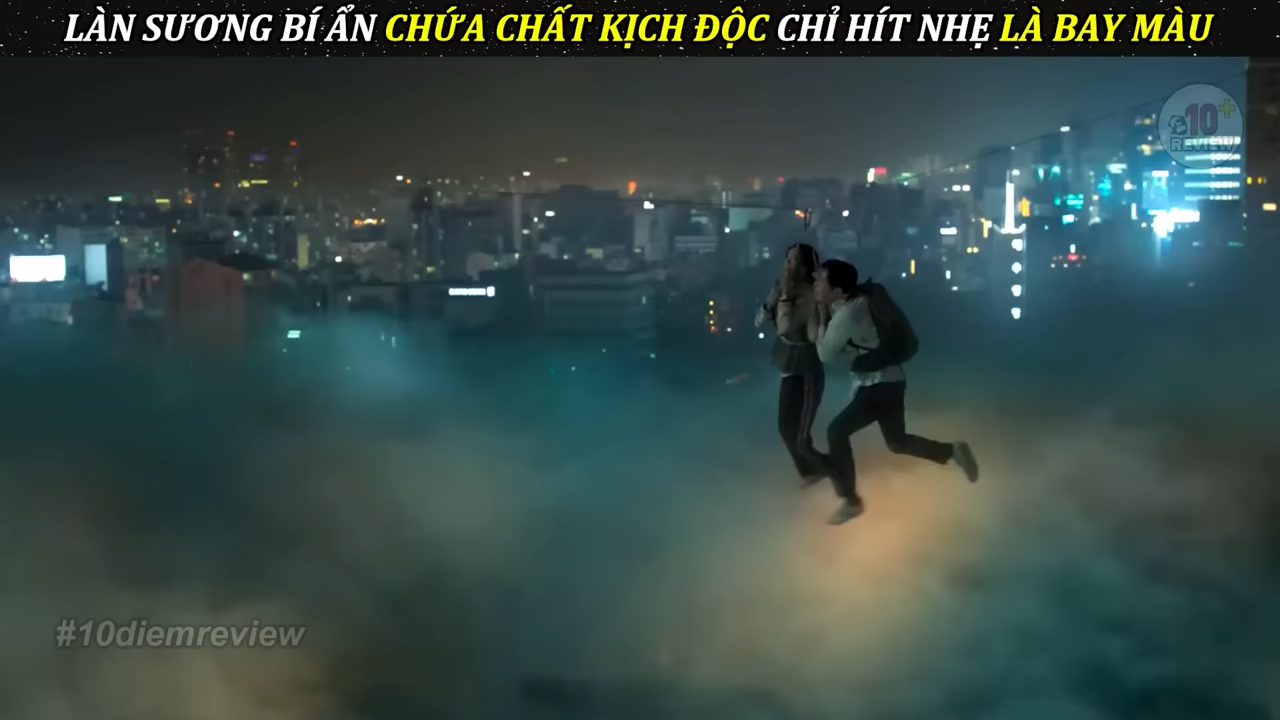 LÀN SƯƠNG BÍ ẨN CHỨA CHẤT KỊCH ĐỘC CHỈ HÍT NHẸ LÀ BAY MÀU
10+
REVIEW
#10diemreview